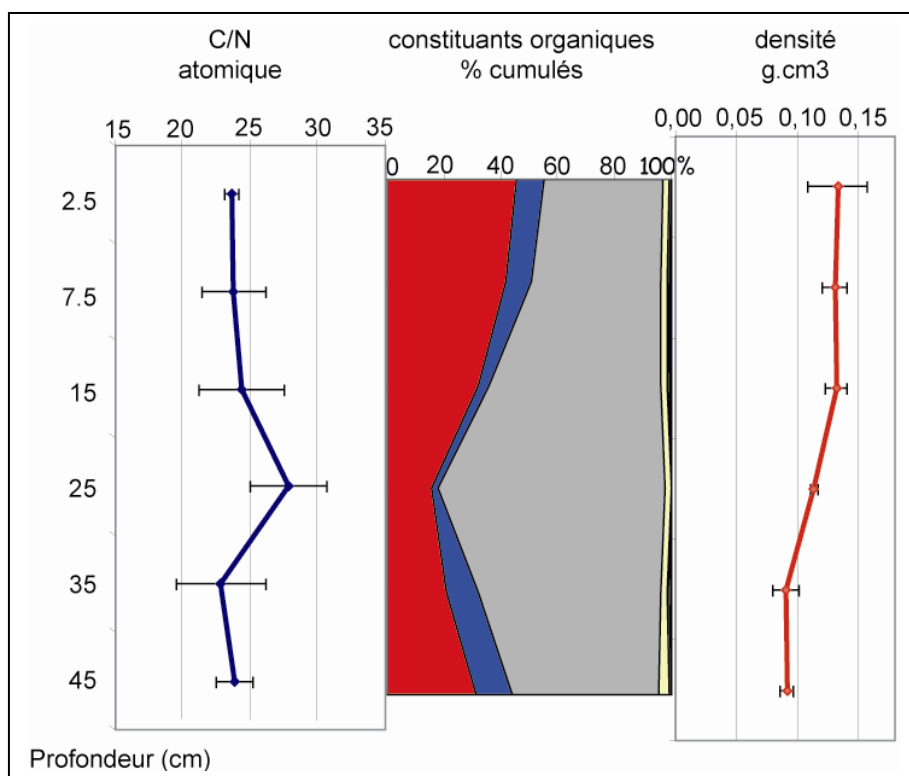 C/N
atomique
15 20 25 30 35
constituants organiques
% cumulés
0 20 40 60 80 100%
densité
g.cm3
0,00 0,05 0,10 0,15
2.5
7.5
15
25
35
45
Profondeur (cm)